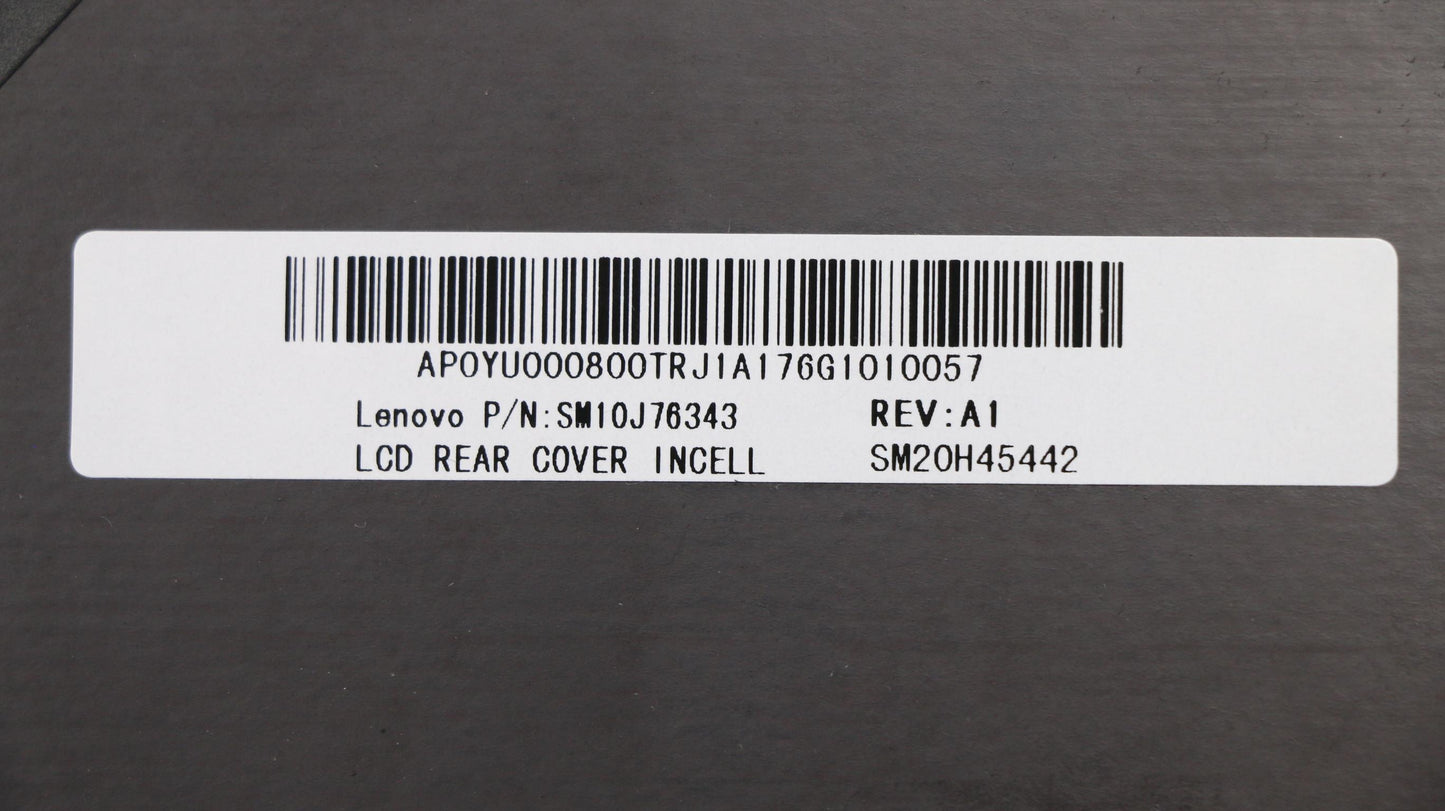 AP0YU000800TRJ1A176G1010057
Lenovo P/N:SM10J76343 REV:A1
LCD REAR COVER INCELL SM20H45442